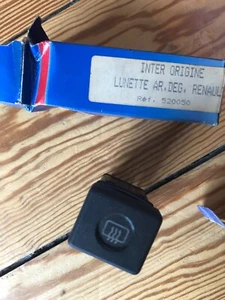 INTER ORIGINE
LUNETTE AR.DEG. RENAULT
Réf. 520050